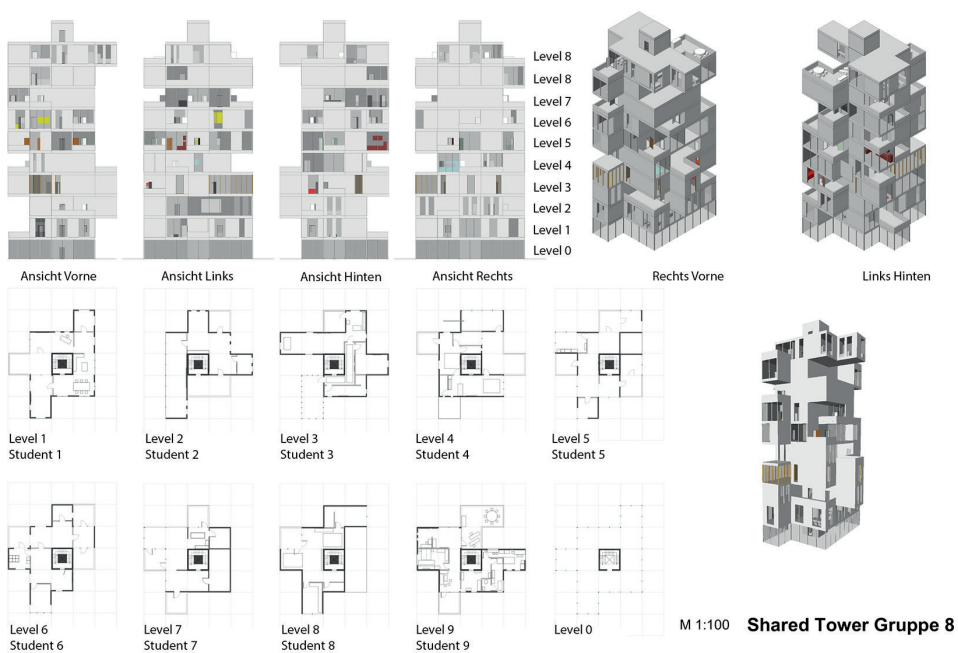 Level 8
Level 8
Level 7
Level 6
Level 5
Level 4
Level 3
Level 2
Level 1
Level 0
Ansicht Vorne
Ansicht Links
Ansicht Hinten
Ansicht Rechts
Rechts Vorne
Links Hinten
Level 1
Student 1
Level 2
Student 2
Level 3
Student 3
Level 4
Student 4
Level 5
Student 5
Level 6
Student 6
Level 7
Student 7
Level 8
Student 8
Level 9
Student 9
Level 0
M 1:100 Shared Tower Gruppe 8